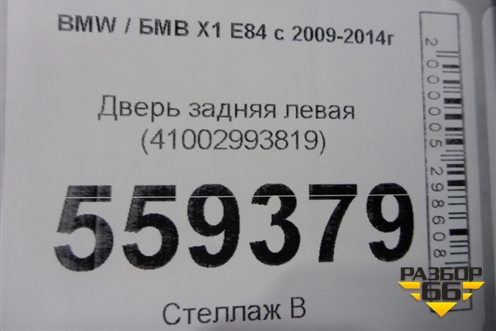 BMW / БМВ X1 E84 с 2009-2014г
Дверь задняя левая
(41002993819)
559379
Стеллаж В
2000005298608
РАЗБОР
66